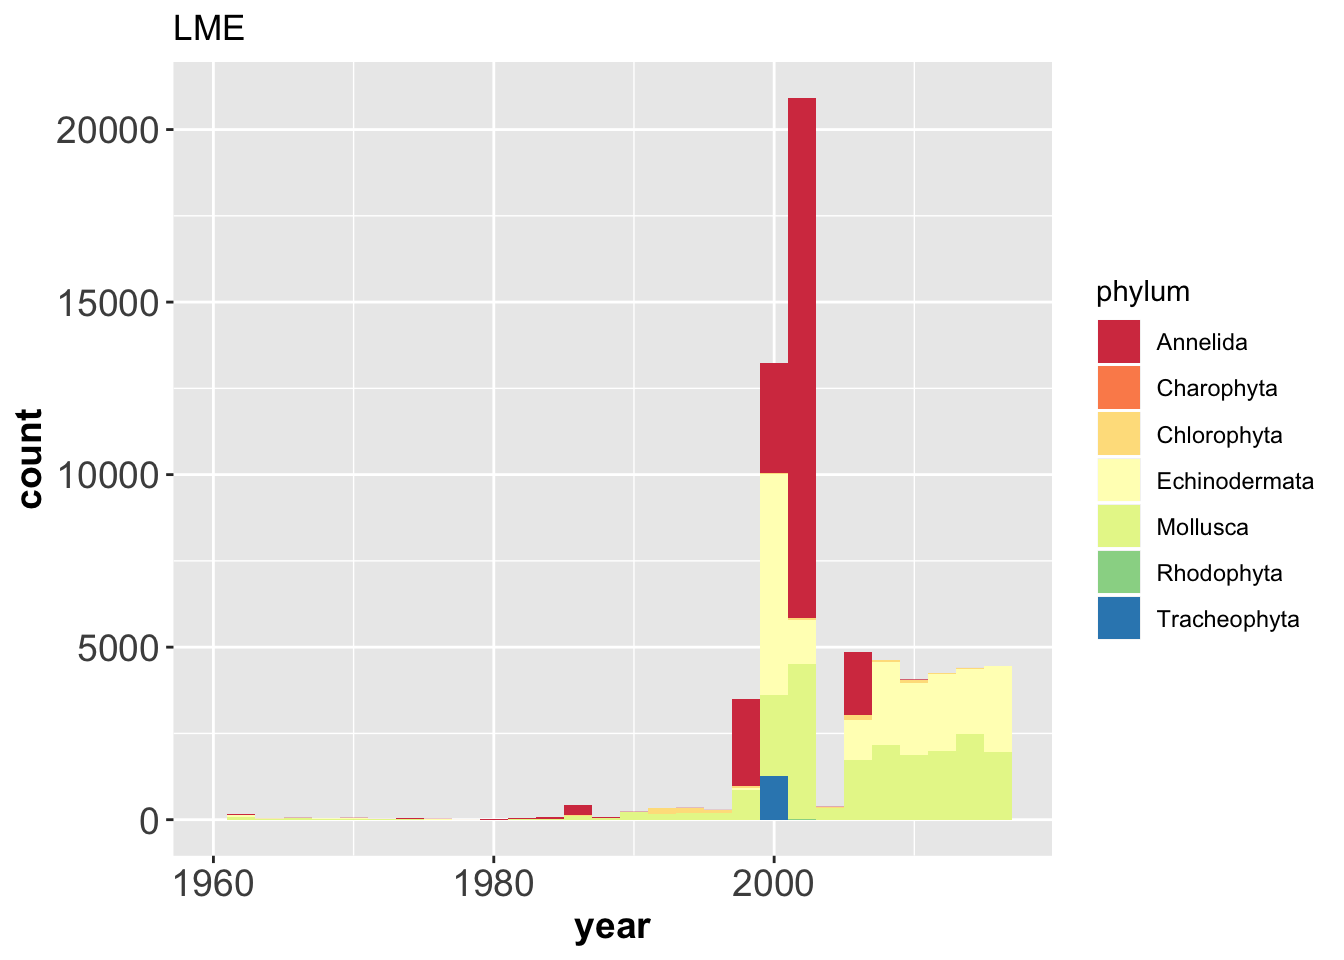 LME
20000
15000
10000
5000
0
count
1960 1980 2000
year
phylum
Annelida
Charophyta
Chlorophyta
Echinodermata
Mollusca
Rhodophyta
Tracheophyta